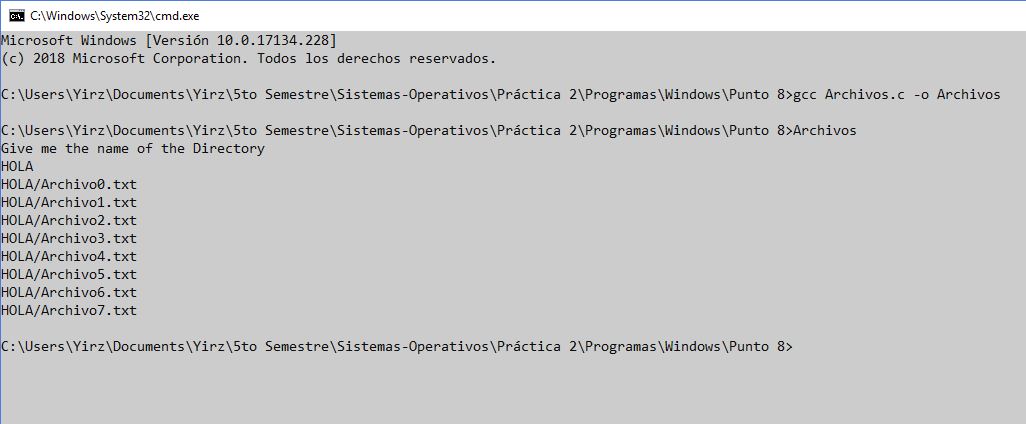 C:\Windows\System32\cmd.exe
Microsoft Windows [Versión 10.0.17134.228]
(c) 2018 Microsoft Corporation. Todos los derechos reservados.
C:\Users\Yirz\Documents\Yirz\5to Semestre\Sistemas-Operativos\Práctica 2\Programas\Windows\Punto 8>gcc Archivos.c -o Archivos
C:\Users\Yirz\Documents\Yirz\5to Semestre\Sistemas-Operativos\Práctica 2\Programas\Windows\Punto 8>Archivos
Give me the name of the Directory
HOLA
HOLA/Archivo0.txt
HOLA/Archivo1.txt
HOLA/Archivo2.txt
HOLA/Archivo3.txt
HOLA/Archivo4.txt
HOLA/Archivo5.txt
HOLA/Archivo6.txt
HOLA/Archivo7.txt
C:\Users\Yirz\Documents\Yirz\5to Semestre\Sistemas-Operativos\Práctica 2\Programas\Windows\Punto 8>